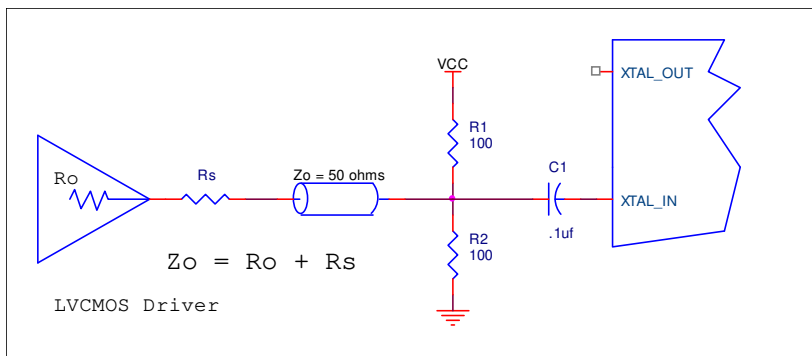 VCC
XTAL_OUT
R1
100
Ro
Rs
Zo = 50 ohms
C1
XTAL_IN
.1uf
R2
100
Zo = Ro + Rs
LVCMOS Driver